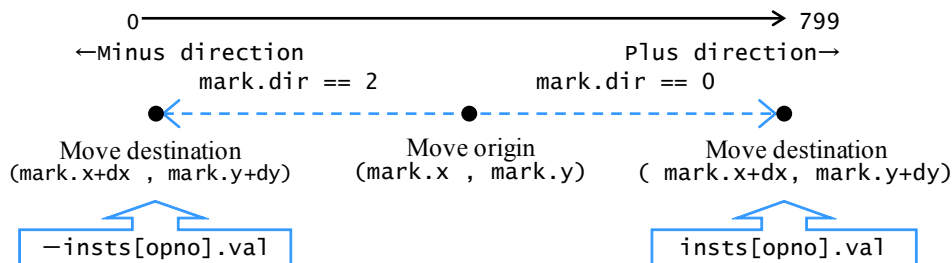 0 799
←Minus direction Plus direction→
mark.dir == 2 mark.dir == 0
Move destination Move origin Move destination
(mark.x+dx , mark.y+dy) (mark.x , mark.y) ( mark.x+dx, mark.y+dy)
−insts[opno].val insts[opno].val